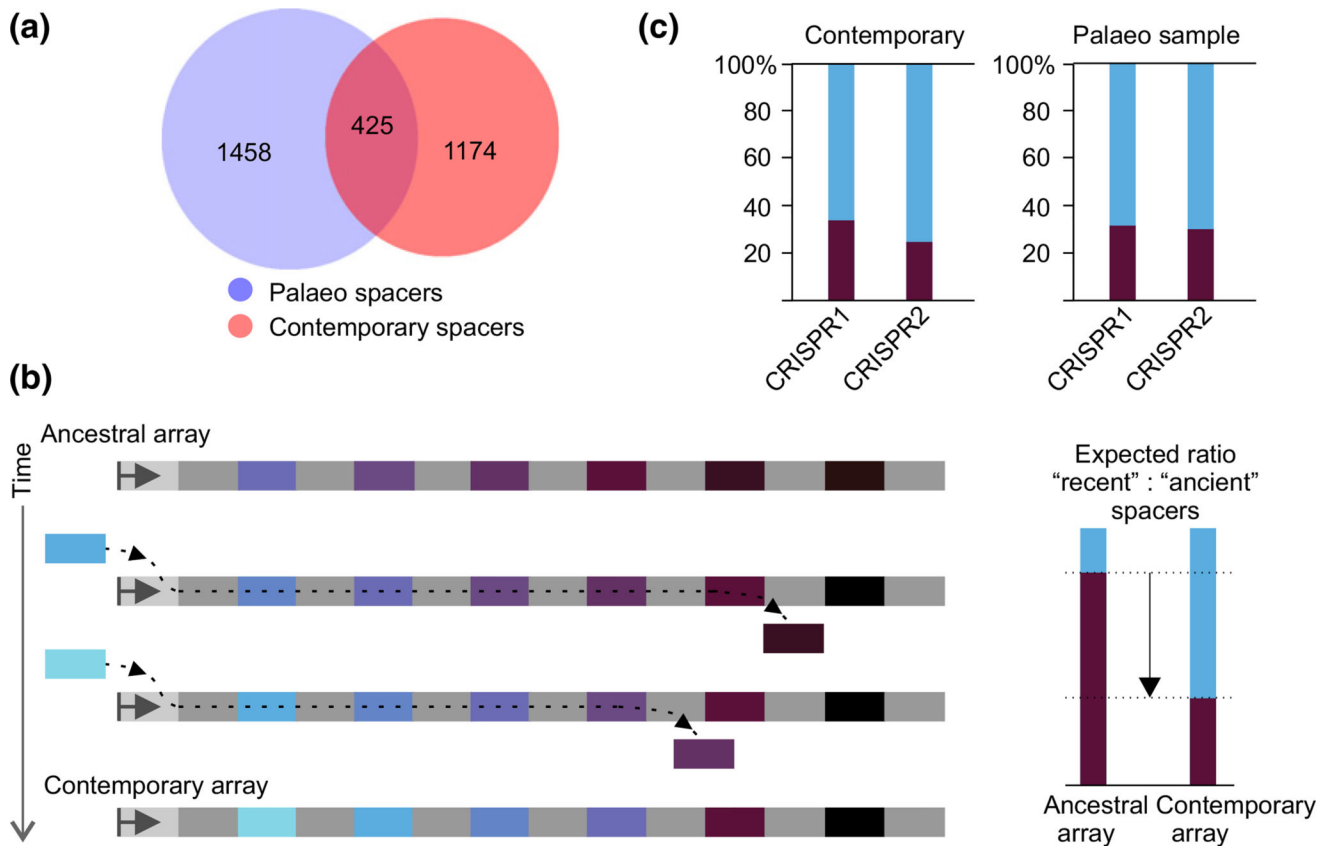 (a)
1458
425
1174
Palaeo spacers
Contemporary spacers
(c)
Contemporary
100%
80
60
40
20
CRISPR1
CRISPR2
Palaeo sample
100%
80
60
40
20
CRISPR1
CRISPR2
(b)
Time
Ancestral array
Contemporary array
Expected ratio
“recent” : “ancient”
spacers
Ancestral
array
Contemporary
array